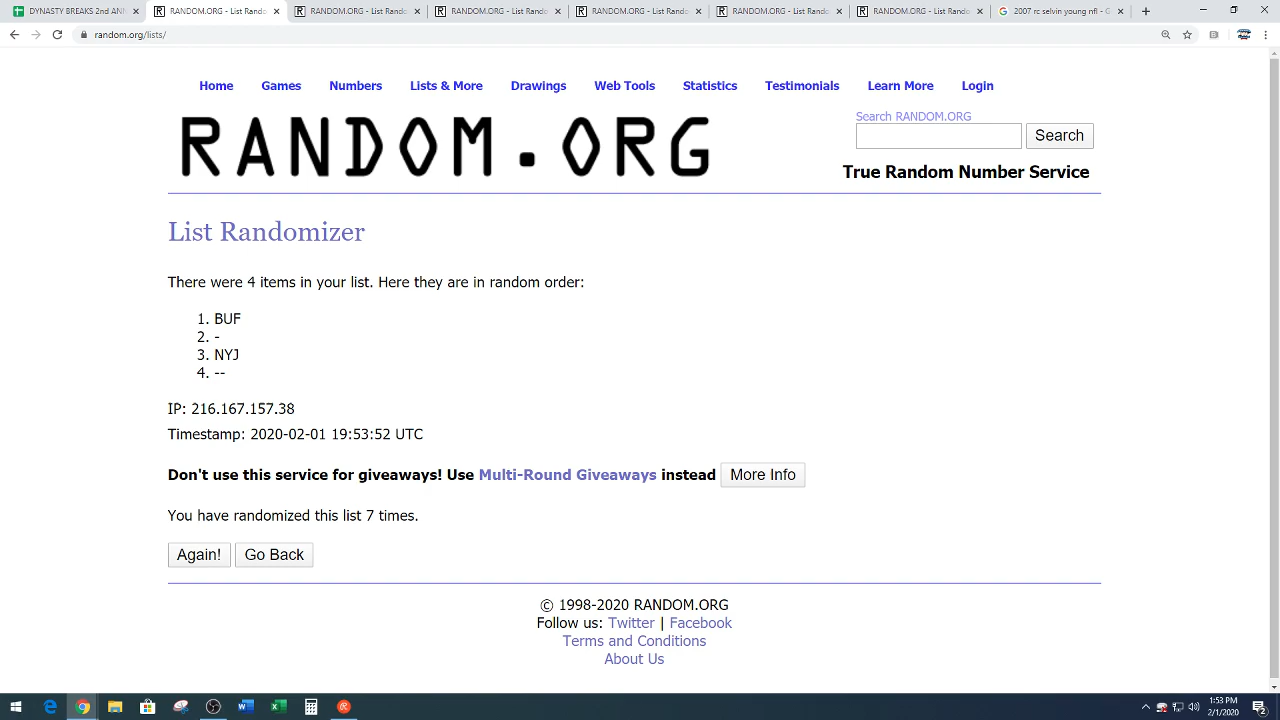 DYNASTY BREAKS 2nd AN
RANDOM.ORG - List Rand
RANDOM.ORG - List Rand
RANDOM.ORG - List Rand
RANDOM.ORG - List Rand
RANDOM.ORG - List Rand
RANDOM.ORG - List Rand
2007 rc selvin young nfl - G
random.org/lists/
Home Games Numbers Lists & More Drawings Web Tools Statistics Testimonials Learn More Login
RANDOM.ORG
Search RANDOM.ORG
Search
True Random Number Service
List Randomizer
There were 4 items in your list. Here they are in random order:
1. BUF
2. -
3. NYJ
4. --
IP: 216.167.157.38
Timestamp: 2020-02-01 19:53:52 UTC
Don't use this service for giveaways! Use Multi-Round Giveaways instead More Info
You have randomized this list 7 times.
Again! Go Back
© 1998-2020 RANDOM.ORG
Follow us: Twitter | Facebook
Terms and Conditions
About Us
1:53 PM
2/1/2020